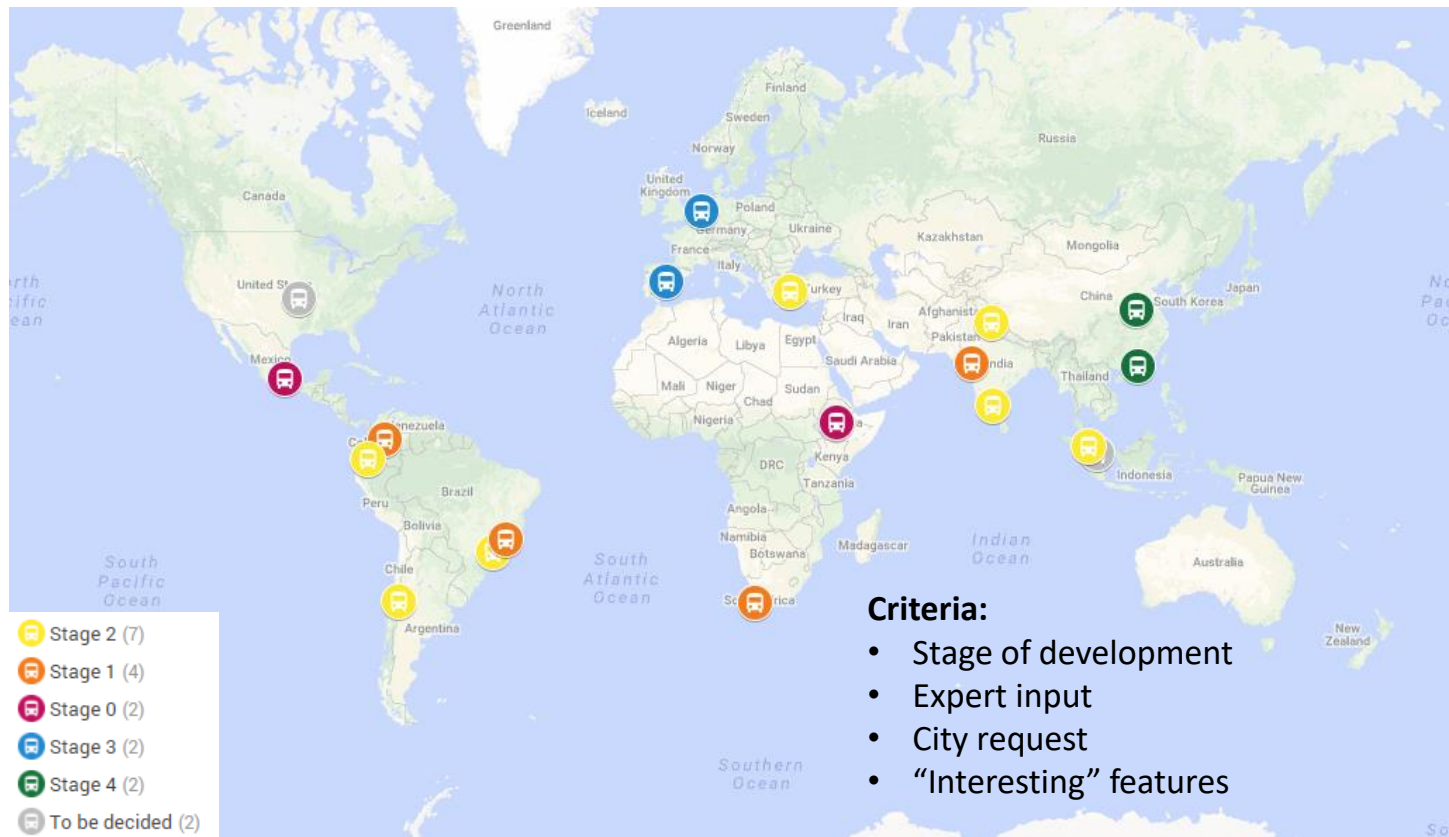 Greenland
Iceland
Finland
Sweden
Norway
Russia
United
Kingdom
Canada
Poland
Germany
Ukraine
Kazakhstan
Mongolia
France
Italy
North
Atlantic
Ocean
Turkey
China
South Korea
Japan
Iraq
Iran
Pakistan
Algeria
Libya
Egypt
Saudi Arabia
India
Thailand
Mexico
Mali
Niger
Sudan
Chad
Nigeria
Venezuela
DRC
Kenya
Tanzania
Indonesia
Papua New
Guinea
Peru
Brazil
Angola
Bolivia
Namibia
Botswana
Madagascar
Indian
Ocean
Australia
South
Pacific
Ocean
Chile
South
Atlantic
Ocean
Argentina
New
Zealand
Southern
Ocean
Stage 2 (7)
Stage 1 (4)
Stage 0 (2)
Stage 3 (2)
Stage 4 (2)
To be decided (2)
Criteria:
• Stage of development
• Expert input
• City request
• “Interesting” features